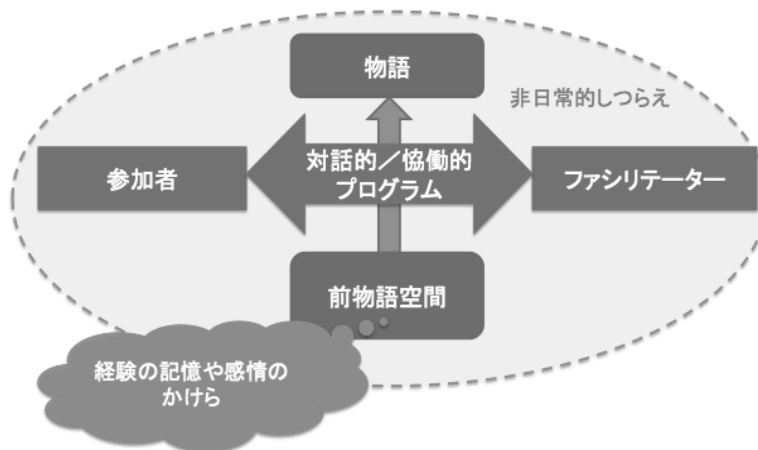 物語
非日常的しつらえ
参加者
対話的／恊働的
プログラム
ファシリテーター
前物語空間
経験の記憶や感情の
かけら